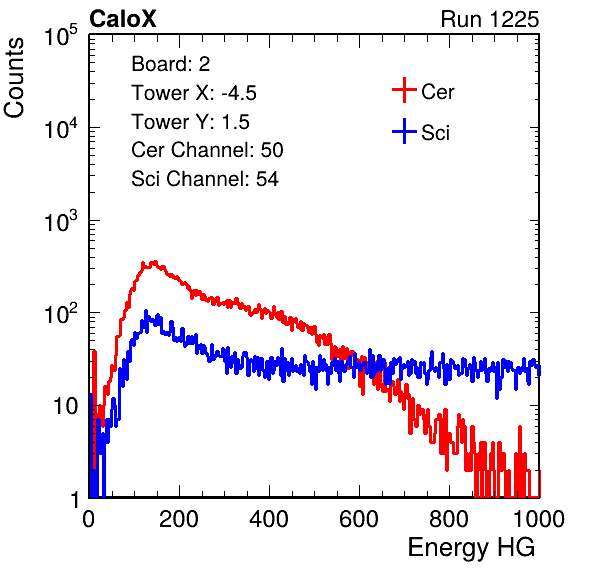 CaloX Run 1225
Counts
Board: 2
Tower X: -4.5
Tower Y: 1.5
Cer Channel: 50
Sci Channel: 54
Cer
Sci
10^5
10^4
10^3
10^2
10
1
0 200 400 600 800 1000
Energy HG